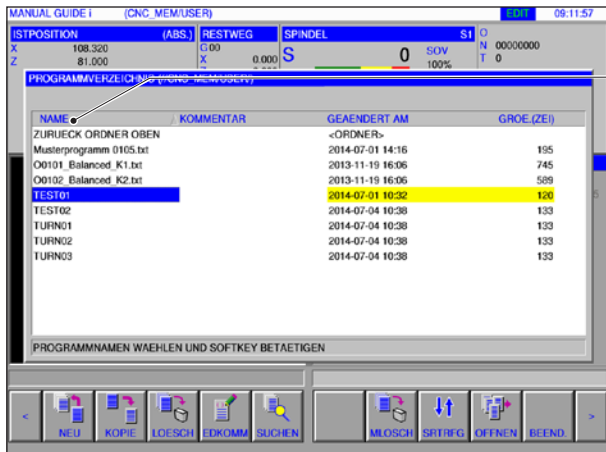 MANUAL GUIDE i (CNC_MEM/USER) EDIT 09:11:57
ISTPOSITION (ABS.) RESTWEG SPINDEL S1 O
X 108.320 G00 S 0 SOV N 00000000
Z 81.000 X 0.000 100% T 0
PROGRAMMVERZEICHNIS (//CNC_MEM/USER/)
NAME KOMMENTAR GEAENDERT AM GROE.(ZEI)
ZURUECK ORDNER OBEN <ORDNER>
Musterprogramm 0105.txt 2014-07-01 14:16 195
O0101_Balanced_K1.txt 2013-11-19 16:06 745
O0102_Balanced_K2.txt 2013-11-19 16:06 589
TEST01 2014-07-01 10:32 120
TEST02 2014-07-04 10:38 133
TURN01 2014-07-04 10:38 133
TURN02 2014-07-04 10:38 133
TURN03 2014-07-04 10:38 133
PROGRAMMNAMEN WAEHLEN UND SOFTKEY BETAETIGEN
< NEU KOPIE LOESCH EDKOMM SUCHEN MLOSCH SRTRFG OFFNEN BEEND. >